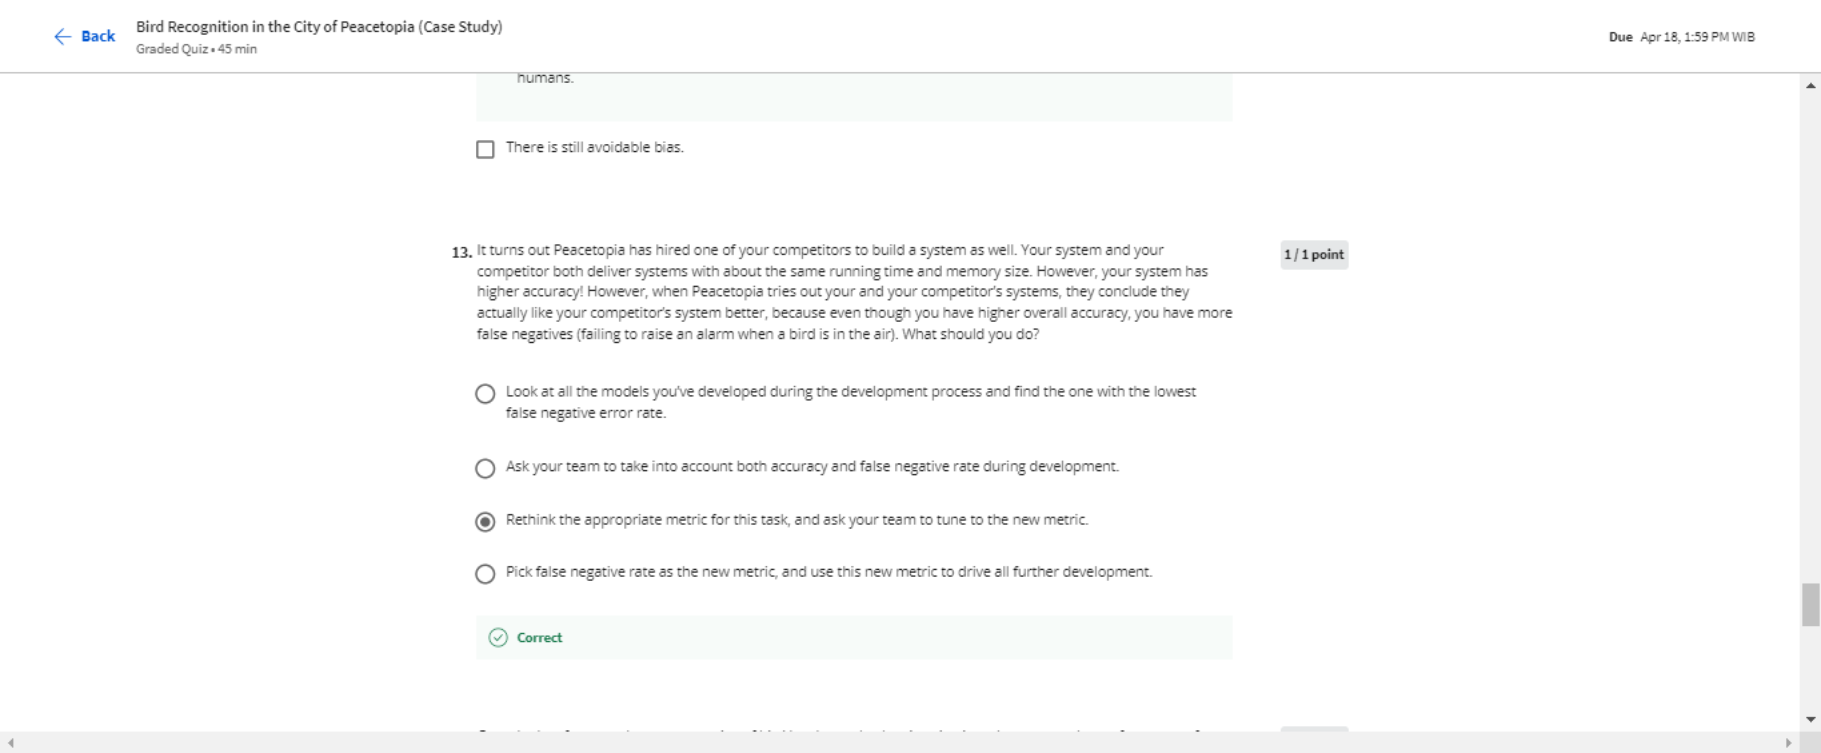 Back
Bird Recognition in the City of Peacetopia (Case Study)
Graded Quiz • 45 min
Due Apr 18, 1:59 PM WIB
humans.
There is still avoidable bias.
13. It turns out Peacetopia has hired one of your competitors to build a system as well. Your system and your
1 / 1 point
competitor both deliver systems with about the same running time and memory size. However, your system has
higher accuracy! However, when Peacetopia tries out your and your competitor's systems, they conclude they
actually like your competitor's system better, because even though you have higher overall accuracy, you have more
false negatives (failing to raise an alarm when a bird is in the air). What should you do?
Look at all the models you've developed during the development process and find the one with the lowest
false negative error rate.
Ask your team to take into account both accuracy and false negative rate during development.
Rethink the appropriate metric for this task, and ask your team to tune to the new metric.
Pick false negative rate as the new metric, and use this new metric to drive all further development.
Correct